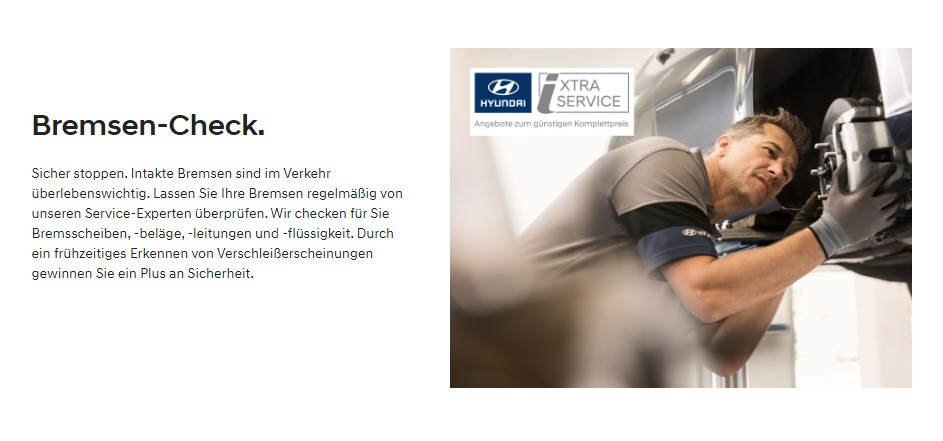 Bremsen-Check.
Sicher stoppen. Intakte Bremsen sind im Verkehr
überlebenswichtig. Lassen Sie Ihre Bremsen regelmäßig von
unseren Service-Experten überprüfen. Wir checken für Sie
Bremsscheiben, -beläge, -leitungen und -flüssigkeit. Durch
ein frühzeitiges Erkennen von Verschleißerscheinungen
gewinnen Sie ein Plus an Sicherheit.
HYUNDAI
i XTRA
SERVICE
Angebote zum günstigen Komplettpreis